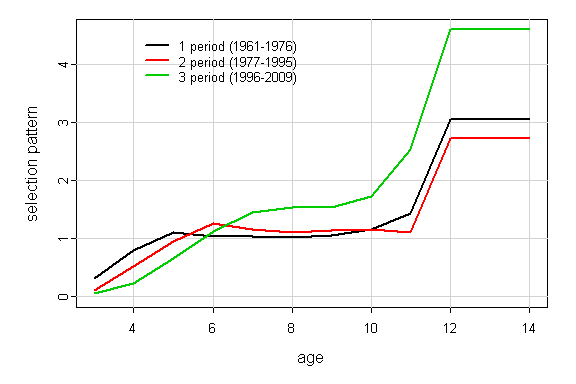 1 period (1961-1976)
2 period (1977-1995)
3 period (1996-2009)
selection pattern
4
3
2
1
0
4 6 8 10 12 14
age